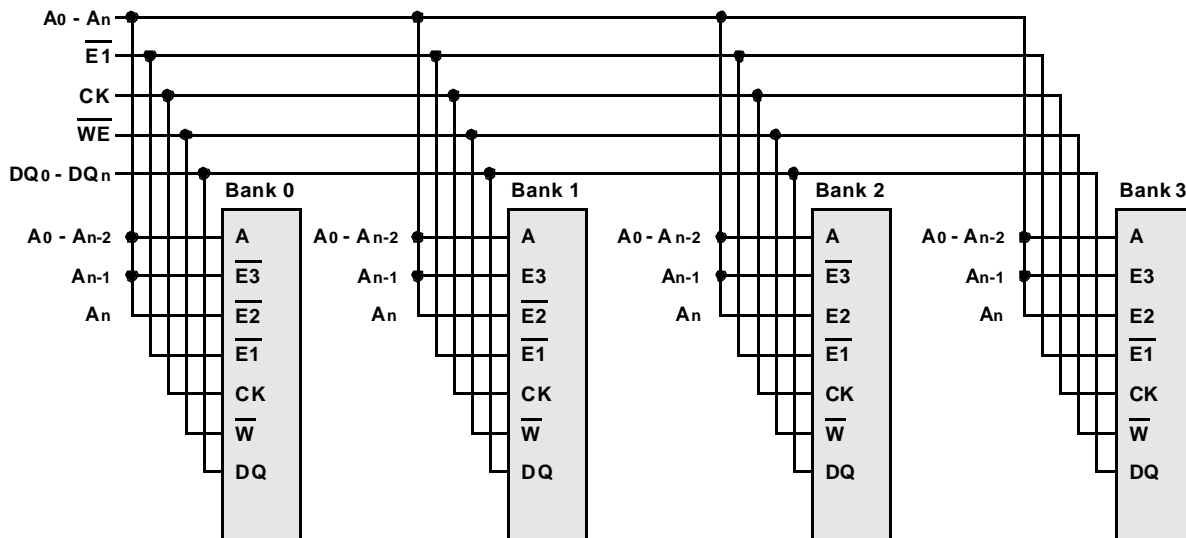 A0 - An
E1
CK
WE
DQ0 - DQn
Bank 0 Bank 1 Bank 2 Bank 3
A0 - An-2 A A0 - An-2 A A0 - An-2 A A0 - An-2 A
An-1 E3 An-1 E3 An-1 E3 An-1 E3
An E2 An E2 An E2 An E2
E1 E1 E1 E1
CK CK CK CK
W W W W
DQ DQ DQ DQ